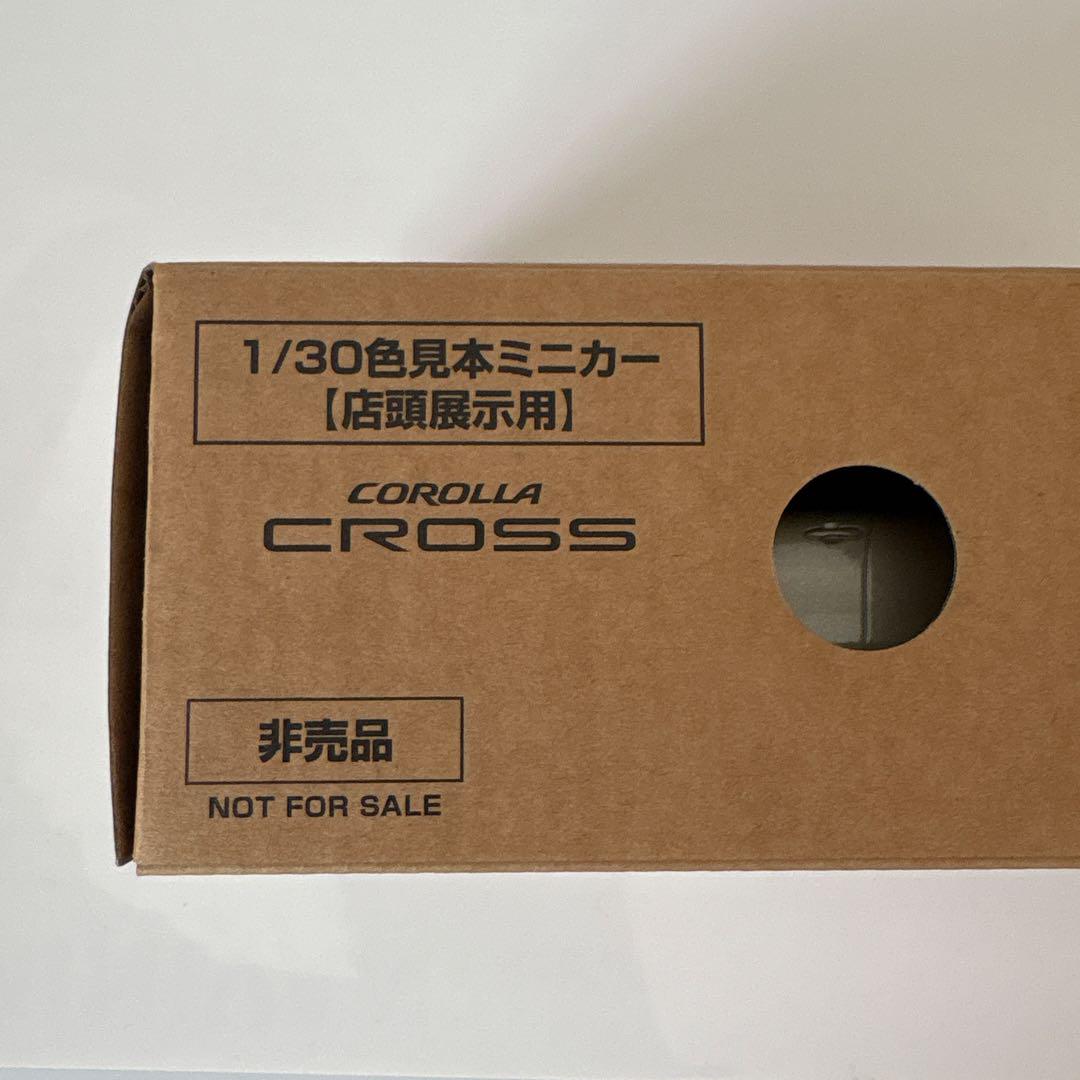 1/30色見本ミニカー
【店頭展示用】
COROLLA
CROSS
非売品
NOT FOR SALE